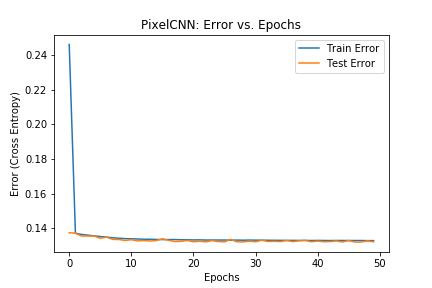 PixelCNN: Error vs. Epochs
Train Error
Test Error
Error (Cross Entropy)
0.24
0.22
0.20
0.18
0.16
0.14
0 10 20 30 40 50
Epochs